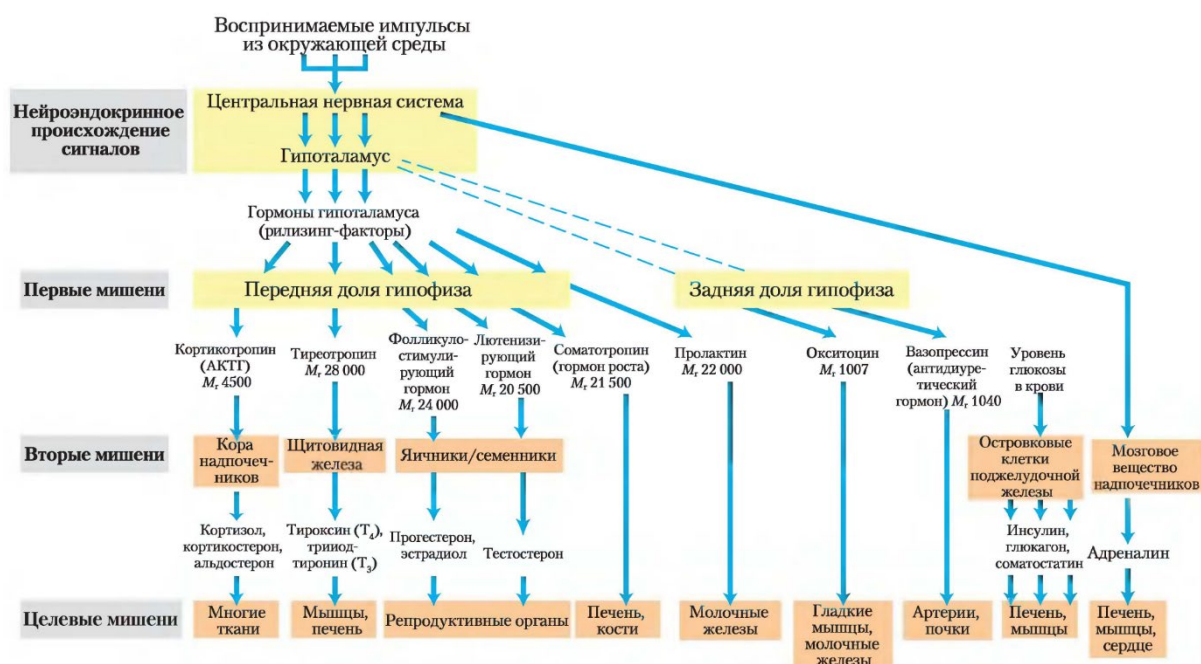 Воспринимаемые импульсы
из окружающей среды
Нейроэндокринное
происхождение
сигналов
Центральная нервная система
Гипоталамус
Гормоны гипоталамуса
(рилизинг-факторы)
Первые мишени
Передняя доля гипофиза
Задняя доля гипофиза
Кортикотропин
(АКТГ)
Mr 4500
Тиреотропин
Mr 28 000
Фолликуло-
стимули-
рующий
гормон
Mr 24 000
Лютенизи-
рующий
гормон
Mr 20 500
Соматотропин
(гормон роста)
Mr 21 500
Пролактин
Mr 22 000
Окситоцин
Mr 1007
Вазопрессин
(антидиуре-
тический
гормон) Mr 1040
Уровень
глюкозы
в крови
Вторые мишени
Кора
надпочеч-
ников
Щитовидная
железа
Яичники/семенники
Островковые
клетки
поджелудочной
железы
Мозговое
вещество
надпочечников
Кортизол,
кортикостерон,
альдостерон
Тироксин (T4),
трииод-
тиронин (T3)
Прогестерон,
эстрадиол
Тестостерон
Инсулин,
глюкагон,
соматостатин
Адреналин
Целевые мишени
Многие
ткани
Мышцы,
печень
Репродуктивные органы
Печень,
кости
Молочные
железы
Гладкие
мышцы,
молочные
железы
Артерии,
почки
Печень,
мышцы
Печень,
мышцы,
сердце